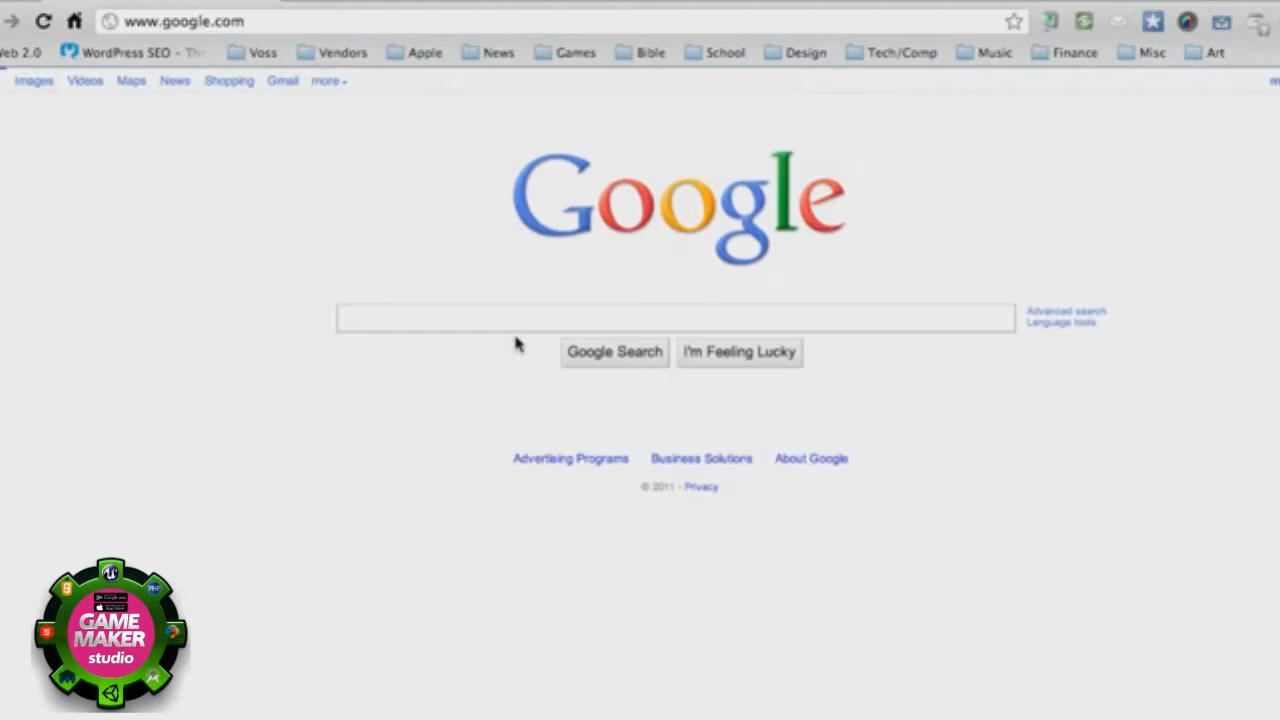 www.google.com
Web 2.0 WordPress SEO - Th Voss Vendors Apple News Games Bible School Design Tech/Comp Music Finance Misc Art
Images Videos Maps News Shopping Gmail more
Google
Advanced search
Language tools
Google Search I'm Feeling Lucky
Advertising Programs Business Solutions About Google
© 2011 - Privacy
GAME
MAKER
studio